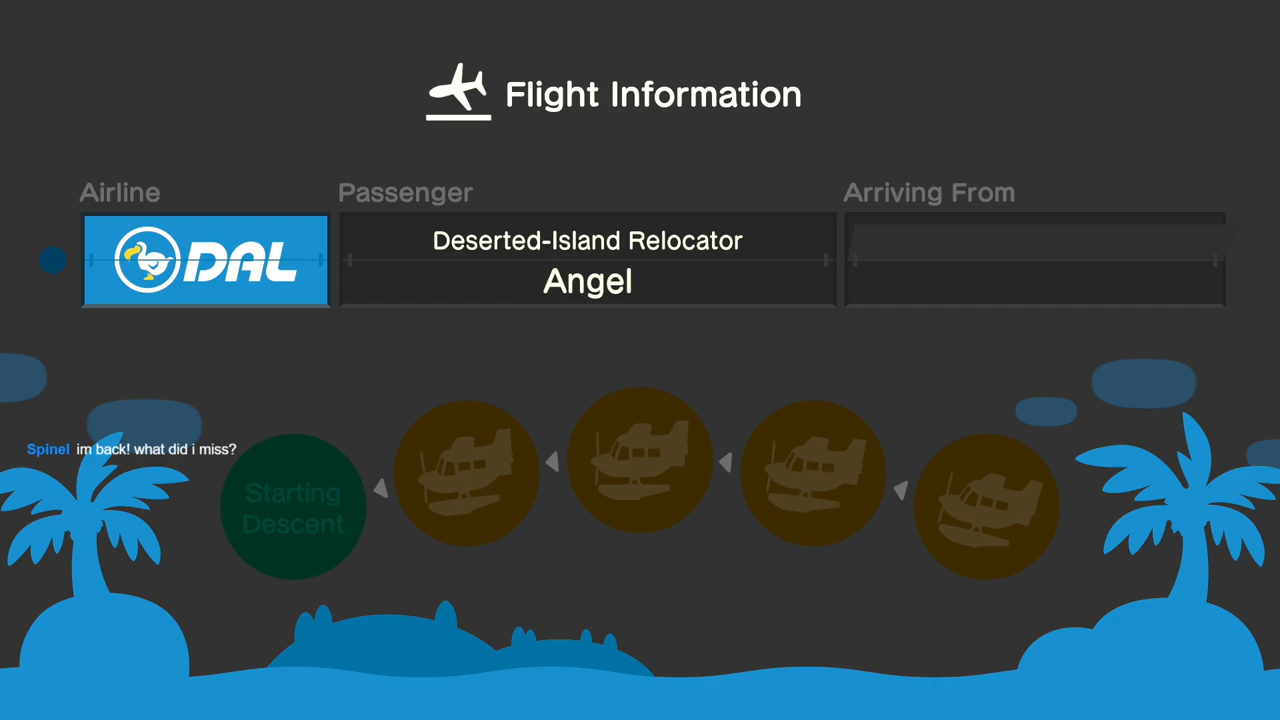 Flight Information
Airline
Passenger
Arriving From
DAL
Deserted-Island Relocator
Angel
Spinel im back! what did i miss?
Starting
Descent